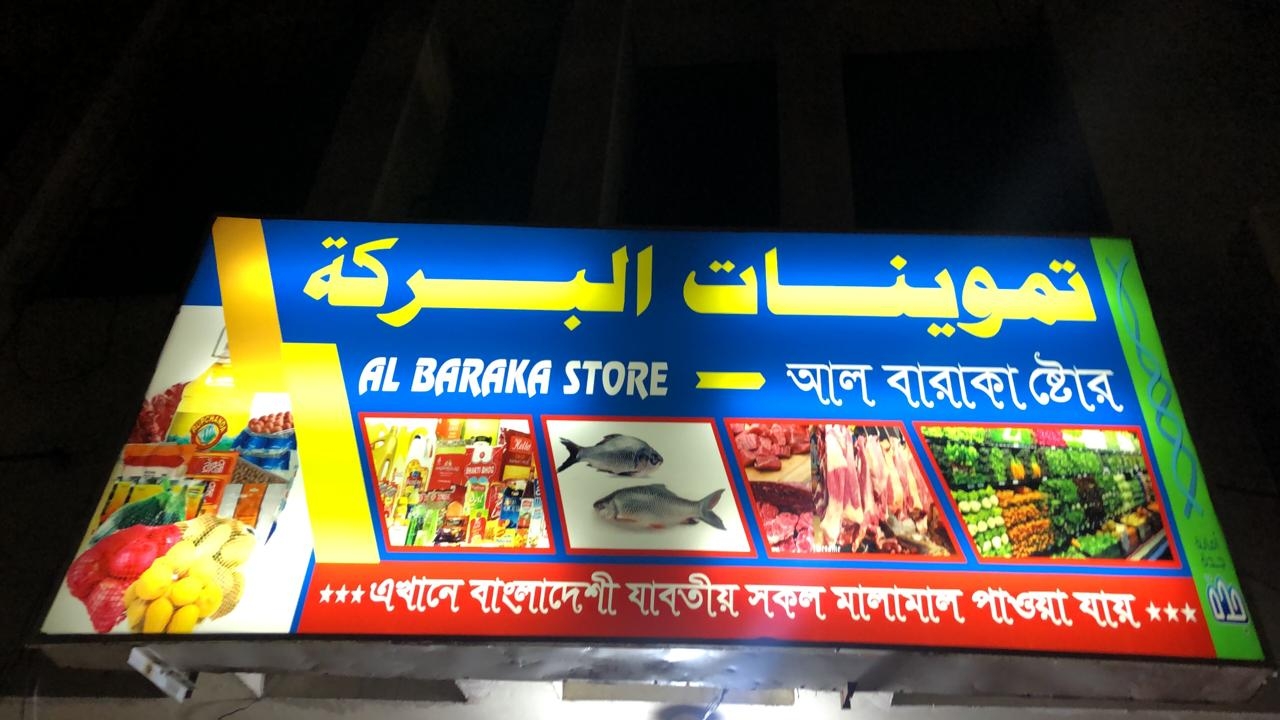 تموينات البركة
AL BARAKA STORE
আল বারাকা ষ্টোর
***এখানে বাংলাদেশী যাবতীয় সকল মালামাল পাওয়া যায়***